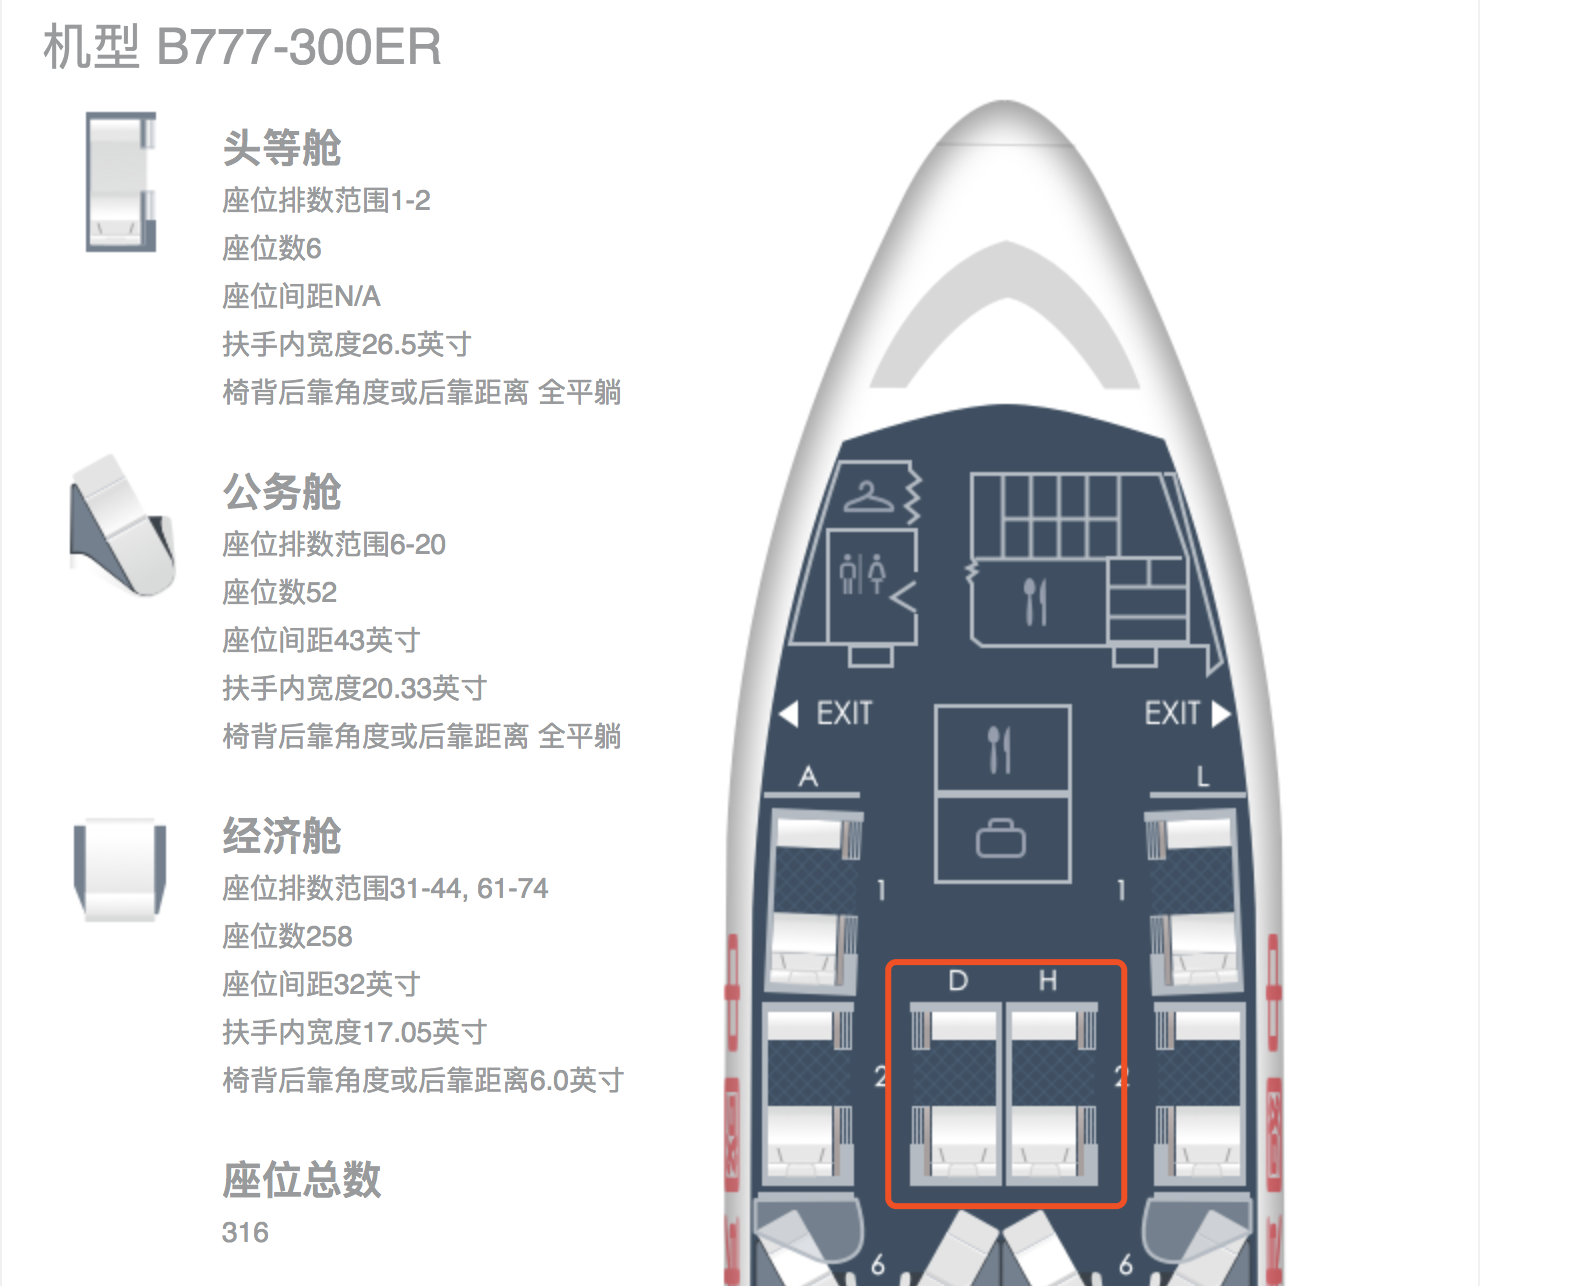 机型 B777-300ER
头等舱
座位排数范围1-2
座位数6
座位间距N/A
扶手内宽度26.5英寸
椅背后靠角度或后靠距离 全平躺
公务舱
座位排数范围6-20
座位数52
座位间距43英寸
扶手内宽度20.33英寸
椅背后靠角度或后靠距离 全平躺
经济舱
座位排数范围31-44, 61-74
座位数258
座位间距32英寸
扶手内宽度17.05英寸
椅背后靠角度或后靠距离6.0英寸
座位总数
316
EXIT EXIT
A L
1 1
D H
2 2
6 6